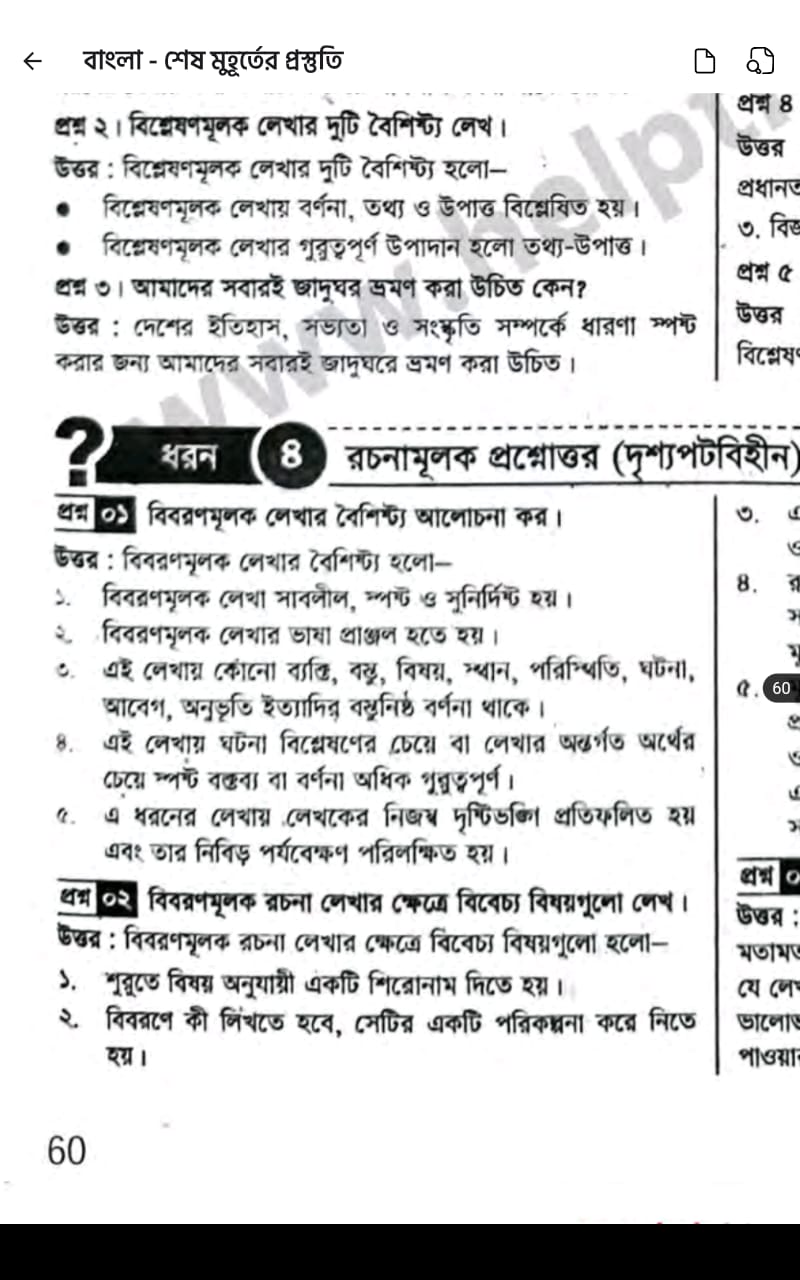 বাংলা - শেষ মুহূর্তের প্রস্তুতি
প্রশ্ন ২। বিশ্লেষণমূলক লেখার দুটি বৈশিষ্ট্য লেখ।
উত্তর : বিশ্লেষণমূলক লেখার দুটি বৈশিষ্ট্য হলো—
● বিশ্লেষণমূলক লেখায় বর্ণনা, তথ্য ও উপাত্ত বিশ্লেষিত হয়।
● বিশ্লেষণমূলক লেখার গুরুত্বপূর্ণ উপাদান হলো তথ্য-উপাত্ত।
প্রশ্ন ৩। আমাদের সবারই জাদুঘর ভ্রমণ করা উচিত কেন?
উত্তর : দেশের ইতিহাস, সভ্যতা ও সংস্কৃতি সম্পর্কে ধারণা স্পষ্ট
করার জন্য আমাদের সবারই জাদুঘরে ভ্রমণ করা উচিত।
প্রশ্ন ৪
উত্তর
প্রধানত
৩. বিজ
প্রশ্ন ৫
উত্তর
বিশ্লেষণ
www.helpt
? ধরন ৪ রচনামূলক প্রশ্নোত্তর (দৃশ্যপটবিহীন)
প্রশ্ন ০১ বিবরণমূলক লেখার বৈশিষ্ট্য আলোচনা কর।
উত্তর : বিবরণমূলক লেখার বৈশিষ্ট্য হলো—
১. বিবরণমূলক লেখা সাবলীল, স্পষ্ট ও সুনির্দিষ্ট হয়।
২. বিবরণমূলক লেখার ভাষা প্রাঞ্জল হতে হয়।
৩. এই লেখায় কোনো ব্যক্তি, বস্তু, বিষয়, স্থান, পরিস্থিতি, ঘটনা,
আবেগ, অনুভূতি ইত্যাদির বস্তুনিষ্ঠ বর্ণনা থাকে।
৪. এই লেখায় ঘটনা বিশ্লেষণের চেয়ে বা লেখার অন্তর্গত অর্থের
চেয়ে স্পষ্ট বক্তব্য বা বর্ণনা অধিক গুরুত্বপূর্ণ।
৫. এ ধরনের লেখায় লেখকের নিজস্ব দৃষ্টিভঙ্গি প্রতিফলিত হয়
এবং তার নিবিড় পর্যবেক্ষণ পরিলক্ষিত হয়।
প্রশ্ন ০২ বিবরণমূলক রচনা লেখার ক্ষেত্রে বিবেচ্য বিষয়গুলো লেখ।
উত্তর : বিবরণমূলক রচনা লেখার ক্ষেত্রে বিবেচ্য বিষয়গুলো হলো—
১. শুরুতে বিষয় অনুযায়ী একটি শিরোনাম দিতে হয়।
২. বিবরণে কী লিখতে হবে, সেটির একটি পরিকল্পনা করে নিতে
হয়।
৩. এ
৪.
৫.
60
প্রশ্ন ০
উত্তর :
মতামত
যে লে
ভালো
পাওয়া
60